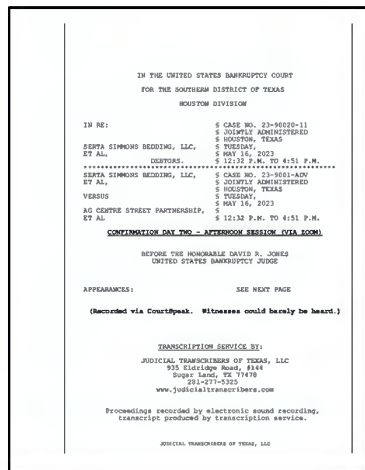 IN THE UNITED STATES BANKRUPTCY COURT
FOR THE SOUTHERN DISTRICT OF TEXAS
HOUSTON DIVISION
IN RE: § CASE NO. 23-90020-11
§ JOINTLY ADMINISTERED
§ HOUSTON, TEXAS
SERTA SIMMONS BEDDING, LLC, § TUESDAY,
ET AL, § MAY 16, 2023
DEBTORS. § 12:32 P.M. TO 4:51 P.M.
SERTA SIMMONS BEDDING, LLC, § CASE NO. 23-9001-ADV
ET AL, § JOINTLY ADMINISTERED
§ HOUSTON, TEXAS
VERSUS § TUESDAY,
§ MAY 16, 2023
AG CENTRE STREET PARTNERSHIP, §
ET AL § 12:32 P.M. TO 4:51 P.M.
CONFIRMATION DAY TWO - AFTERNOON SESSION (VIA ZOOM)
BEFORE THE HONORABLE DAVID R. JONES
UNITED STATES BANKRUPTCY JUDGE
APPEARANCES: SEE NEXT PAGE
(Recorded via CourtSpeak. Witnesses could barely be heard.)
TRANSCRIPTION SERVICE BY:
JUDICIAL TRANSCRIBERS OF TEXAS, LLC
935 Eldridge Road, #144
Sugar Land, TX 77478
281-277-5325
www.judicialtranscribers.com
Proceedings recorded by electronic sound recording,
transcript produced by transcription service.
JUDICIAL TRANSCRIBERS OF TEXAS, LLC